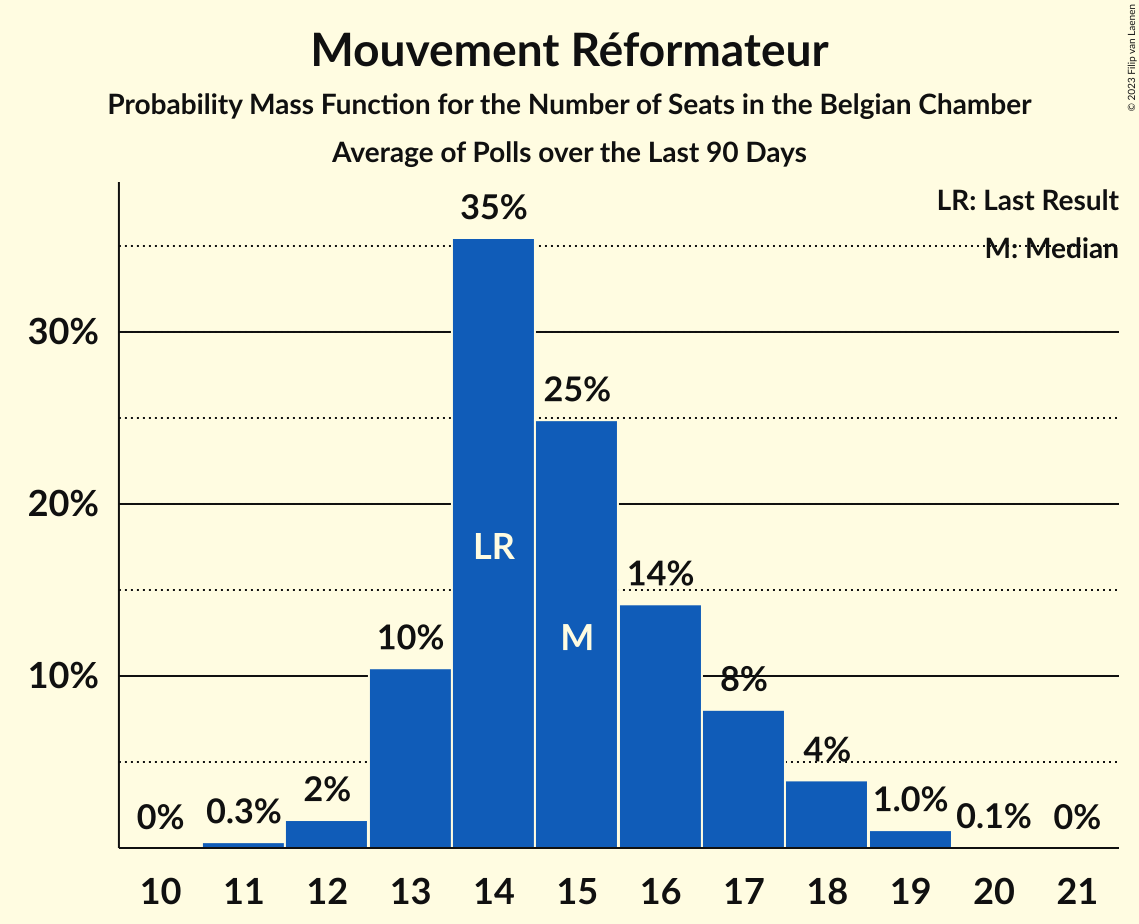 Mouvement Réformateur
Probability Mass Function for the Number of Seats in the Belgian Chamber
Average of Polls over the Last 90 Days
© 2023 Filip van Laenen
LR: Last Result
M: Median
30%
20%
10%
0%
0.3%
2%
10%
35%
25%
14%
8%
4%
1.0%
0.1%
0%
LR
M
10 11 12 13 14 15 16 17 18 19 20 21